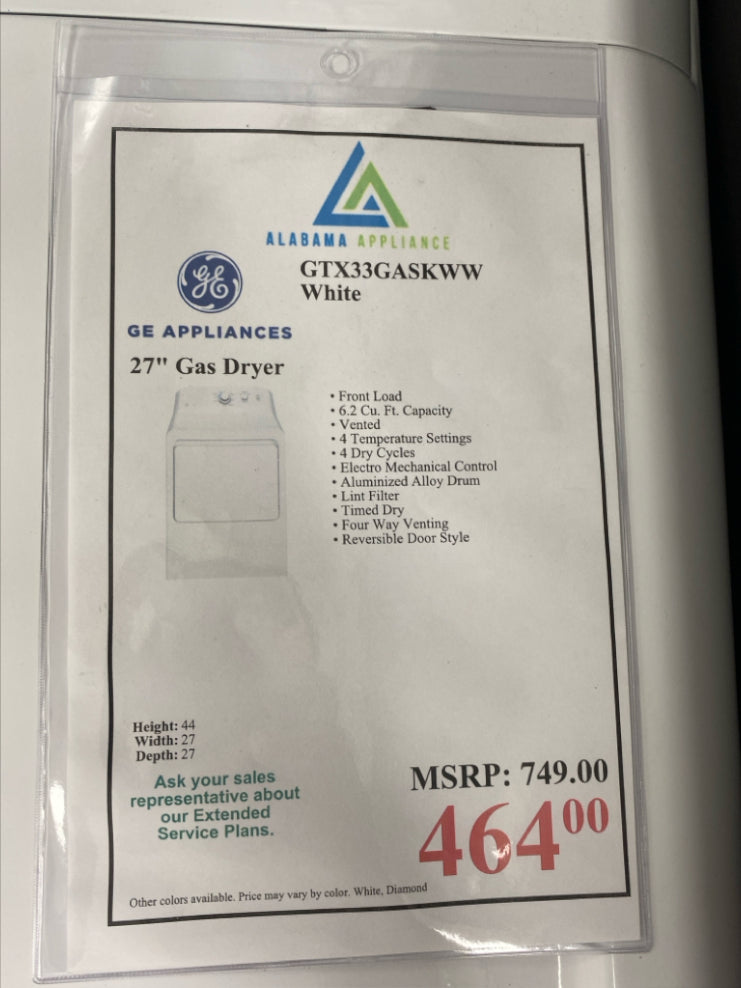 ALABAMA APPLIANCE
GE
GTX33GASKWW
White
GE APPLIANCES
27" Gas Dryer
• Front Load
• 6.2 Cu. Ft. Capacity
• Vented
• 4 Temperature Settings
• 4 Dry Cycles
• Electro Mechanical Control
• Aluminized Alloy Drum
• Lint Filter
• Timed Dry
• Four Way Venting
• Reversible Door Style
Height: 44
Width: 27
Depth: 27
Ask your sales
representative about
our Extended
Service Plans.
MSRP: 749.00
464 00
Other colors available. Price may vary by color. White, Diamond